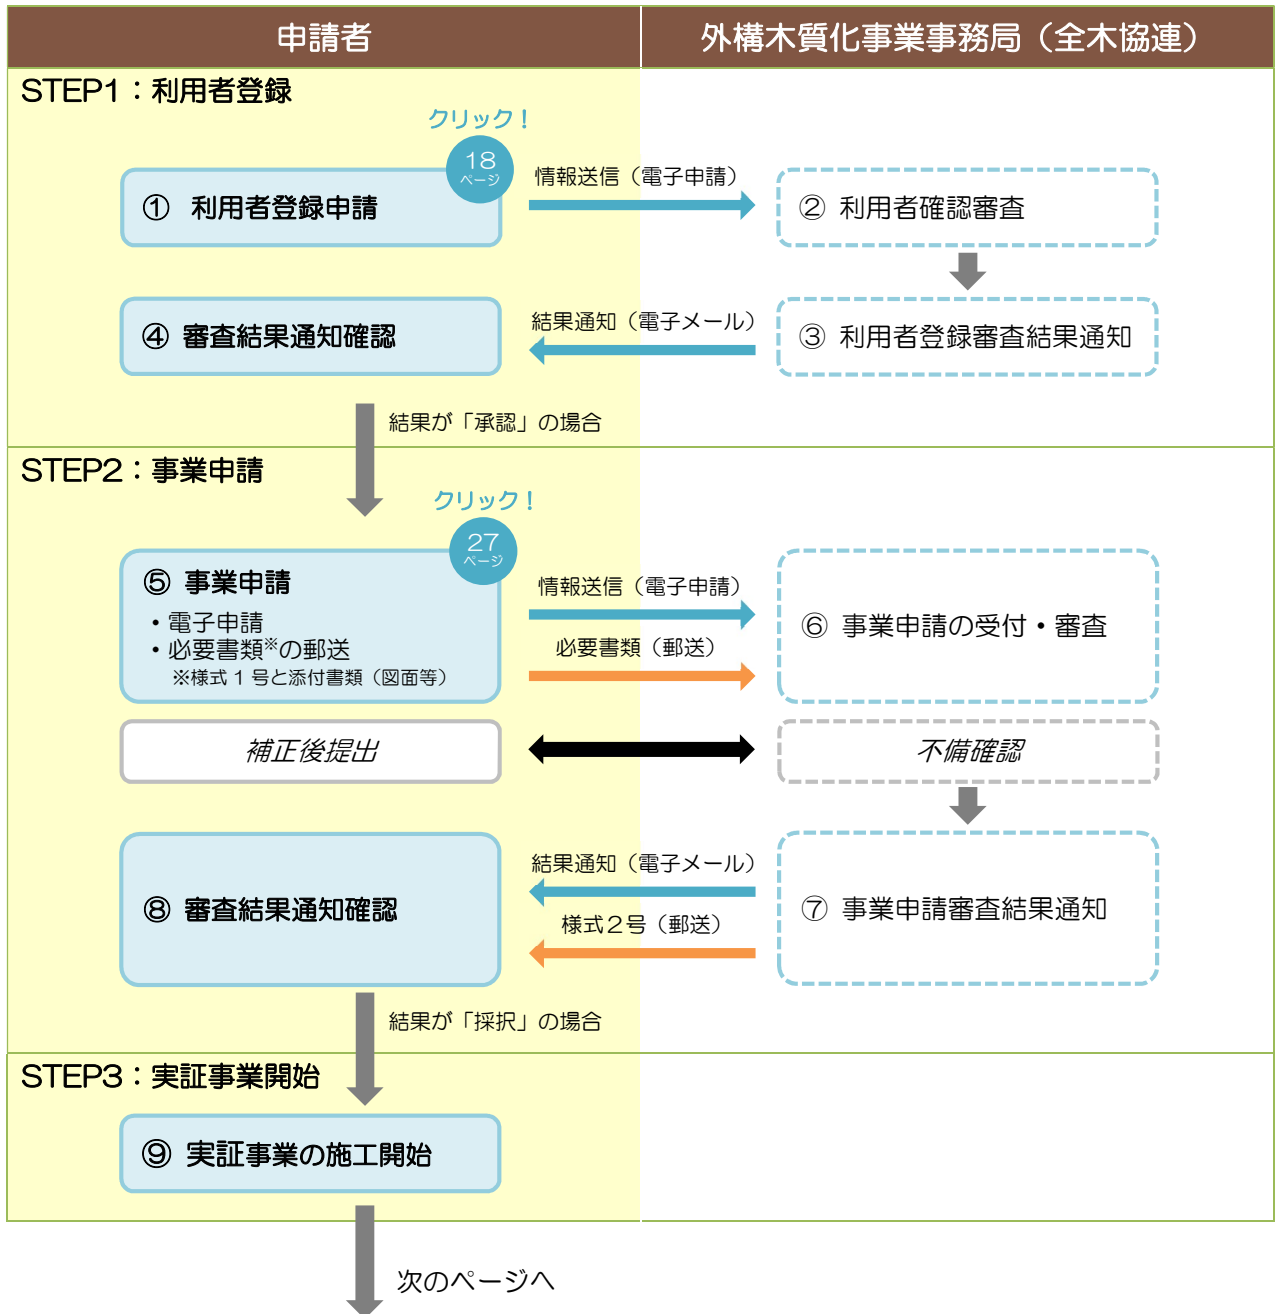 申請者
外構木質化事業事務局（全木協連）
STEP1：利用者登録
クリック！
18
ページ
① 利用者登録申請
情報送信（電子申請）
② 利用者確認審査
④ 審査結果通知確認
結果通知（電子メール）
③ 利用者登録審査結果通知
結果が「承認」の場合
STEP2：事業申請
クリック！
27
ページ
⑤ 事業申請
・電子申請
・必要書類※の郵送
※様式１号と添付書類（図面等）
情報送信（電子申請）
必要書類（郵送）
⑥ 事業申請の受付・審査
補正後提出
不備確認
⑧ 審査結果通知確認
結果通知（電子メール）
様式２号（郵送）
⑦ 事業申請審査結果通知
結果が「採択」の場合
STEP3：実証事業開始
⑨ 実証事業の施工開始
次のページへ